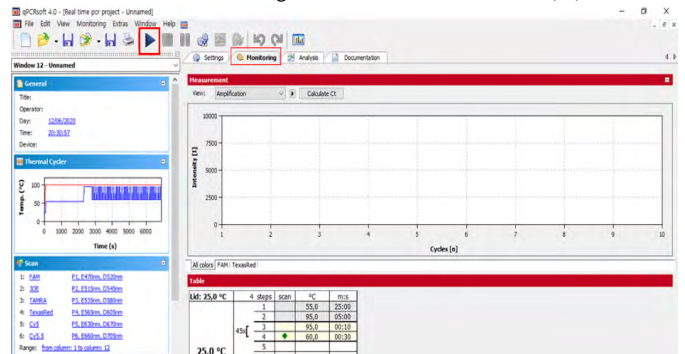 qPCRsoft 4.0 - [Real time pcr project - Unnamed]
File Edit View Monitoring Extras Window Help
Window 12 - Unnamed
Settings Monitoring Analysis Documentation
General
Title:
Operator:
Day: 12/06/2020
Time: 20:30:57
Device:
Thermal Cycler
Temp. (°C)
100
50
0
0 1000 2000 3000 4000 5000 6000
Time (s)
Scan
1: FAM P1, E470nm, D520nm
2: JOE P2, E515nm, D545nm
3: TAMRA P3, E535nm, D580nm
4: TexasRed P4, E565nm, D605nm
5: Cy5 P5, E630nm, D670nm
6: Cy5.5 P6, E660nm, D705nm
Range: from column: 1 to column: 12
Measurement
View: Amplification Calculate Ct
Intensity [I]
10000
7500
5000
2500
0
1 2 3 4 5 6 7 8 9 10
Cycles [n]
All colors FAM TexasRed
Table
Lid: 25,0 °C 4 steps scan °C m:s
1 55,0 25:00
2 95,0 05:00
45x[ 3 95,0 00:10
4 60,0 00:30
5
25,0 °C